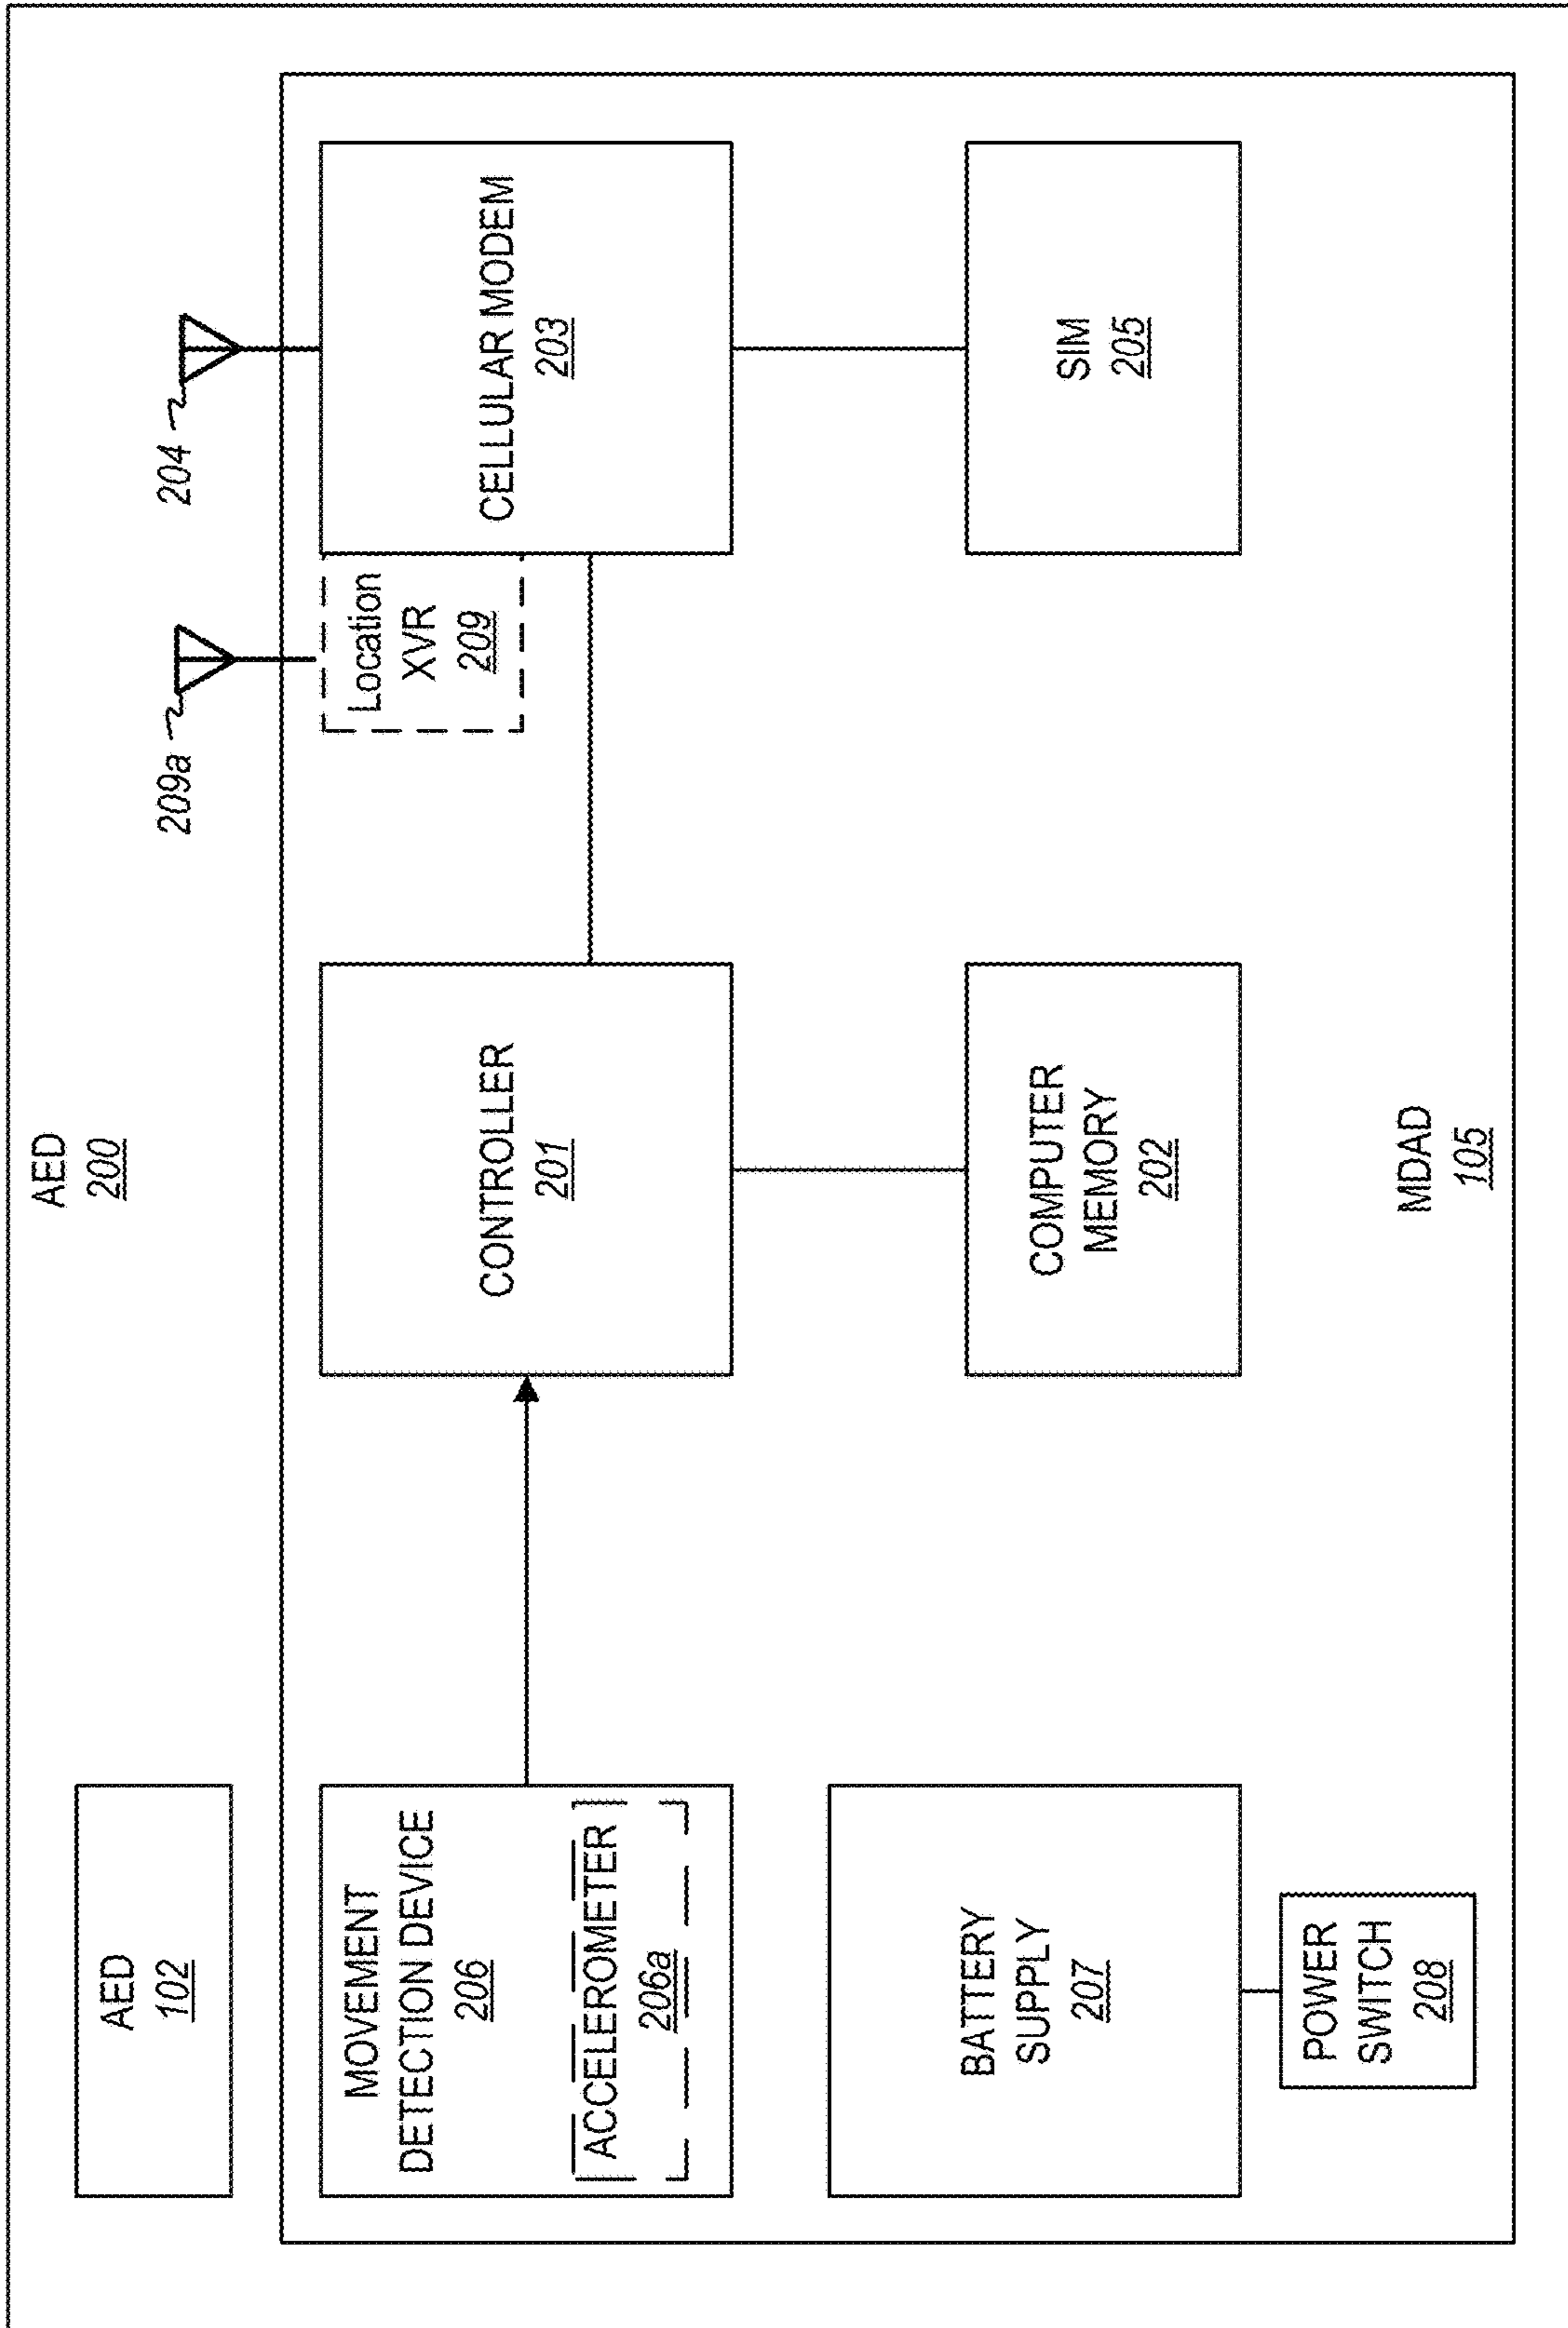 AED
200
AED
102
204
209a
MOVEMENT
DETECTION DEVICE
206
ACCELEROMETER
206a
CONTROLLER
201
Location
XVR
209
CELLULAR MODEM
203
BATTERY
SUPPLY
207
POWER
SWITCH
208
COMPUTER
MEMORY
202
SIM
205
MDAD
105